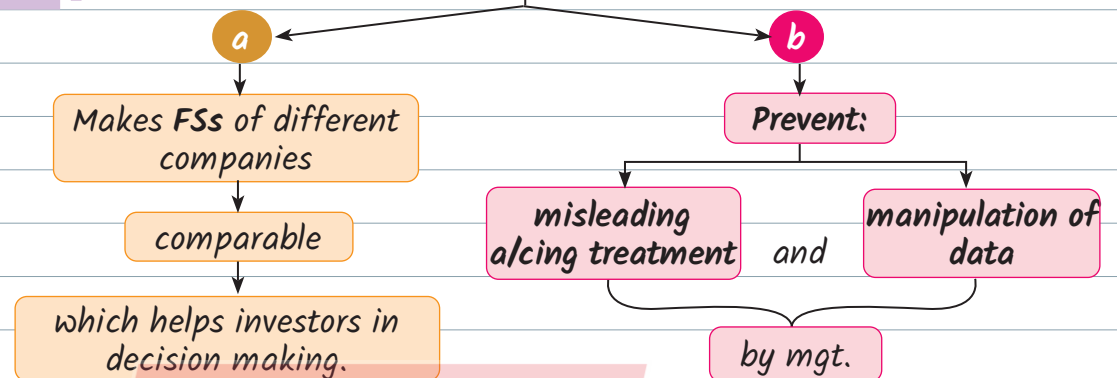 a
Makes FSs of different
companies
comparable
which helps investors in
decision making.
b
Prevent:
misleading
a/cing treatment
and
manipulation of
data
by mgt.